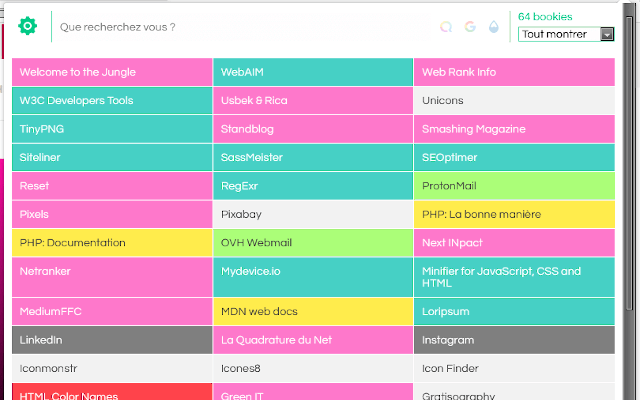 Que recherchez vous ?
64 bookies
Tout montrer
Welcome to the Jungle
WebAIM
Web Rank Info
W3C Developers Tools
Usbek & Rica
Unicons
TinyPNG
Standblog
Smashing Magazine
Siteliner
SassMeister
SEOptimer
Reset
RegExr
ProtonMail
Pixels
Pixabay
PHP: La bonne manière
PHP: Documentation
OVH Webmail
Next INpact
Netranker
Mydevice.io
Minifier for JavaScript, CSS and
HTML
MediumFFC
MDN web docs
Loripsum
LinkedIn
La Quadrature du Net
Instagram
Iconmonstr
Icones8
Icon Finder
HTML Color Names
Green IT
Gratisography